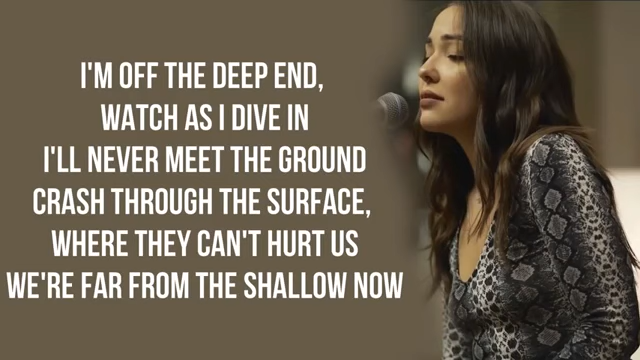 I'M OFF THE DEEP END,
WATCH AS I DIVE IN
I'LL NEVER MEET THE GROUND
CRASH THROUGH THE SURFACE,
WHERE THEY CAN'T HURT US
WE'RE FAR FROM THE SHALLOW NOW